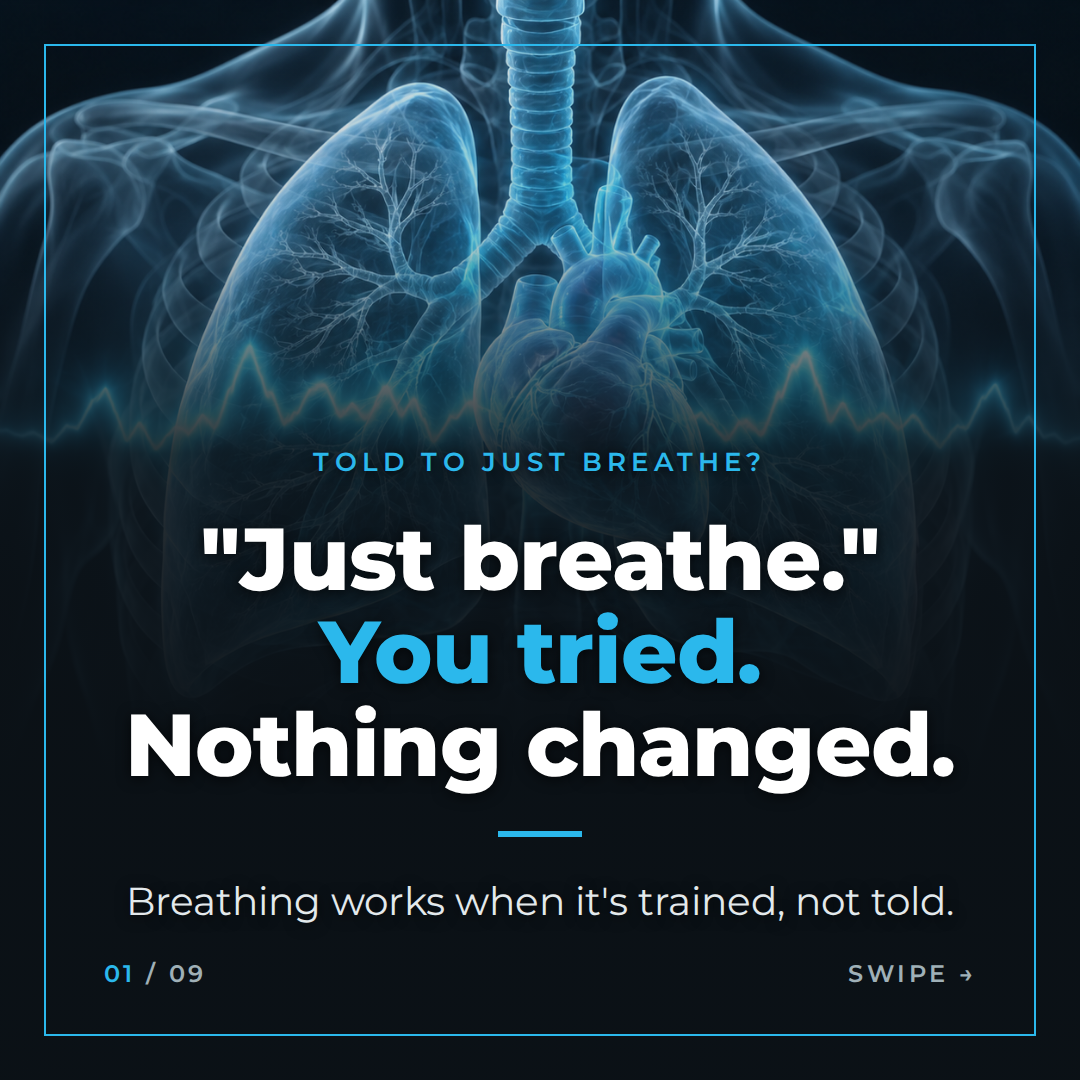 TOLD TO JUST BREATHE?
"Just breathe."
You tried.
Nothing changed.
Breathing works when it's trained, not told.
01 / 09
SWIPE →